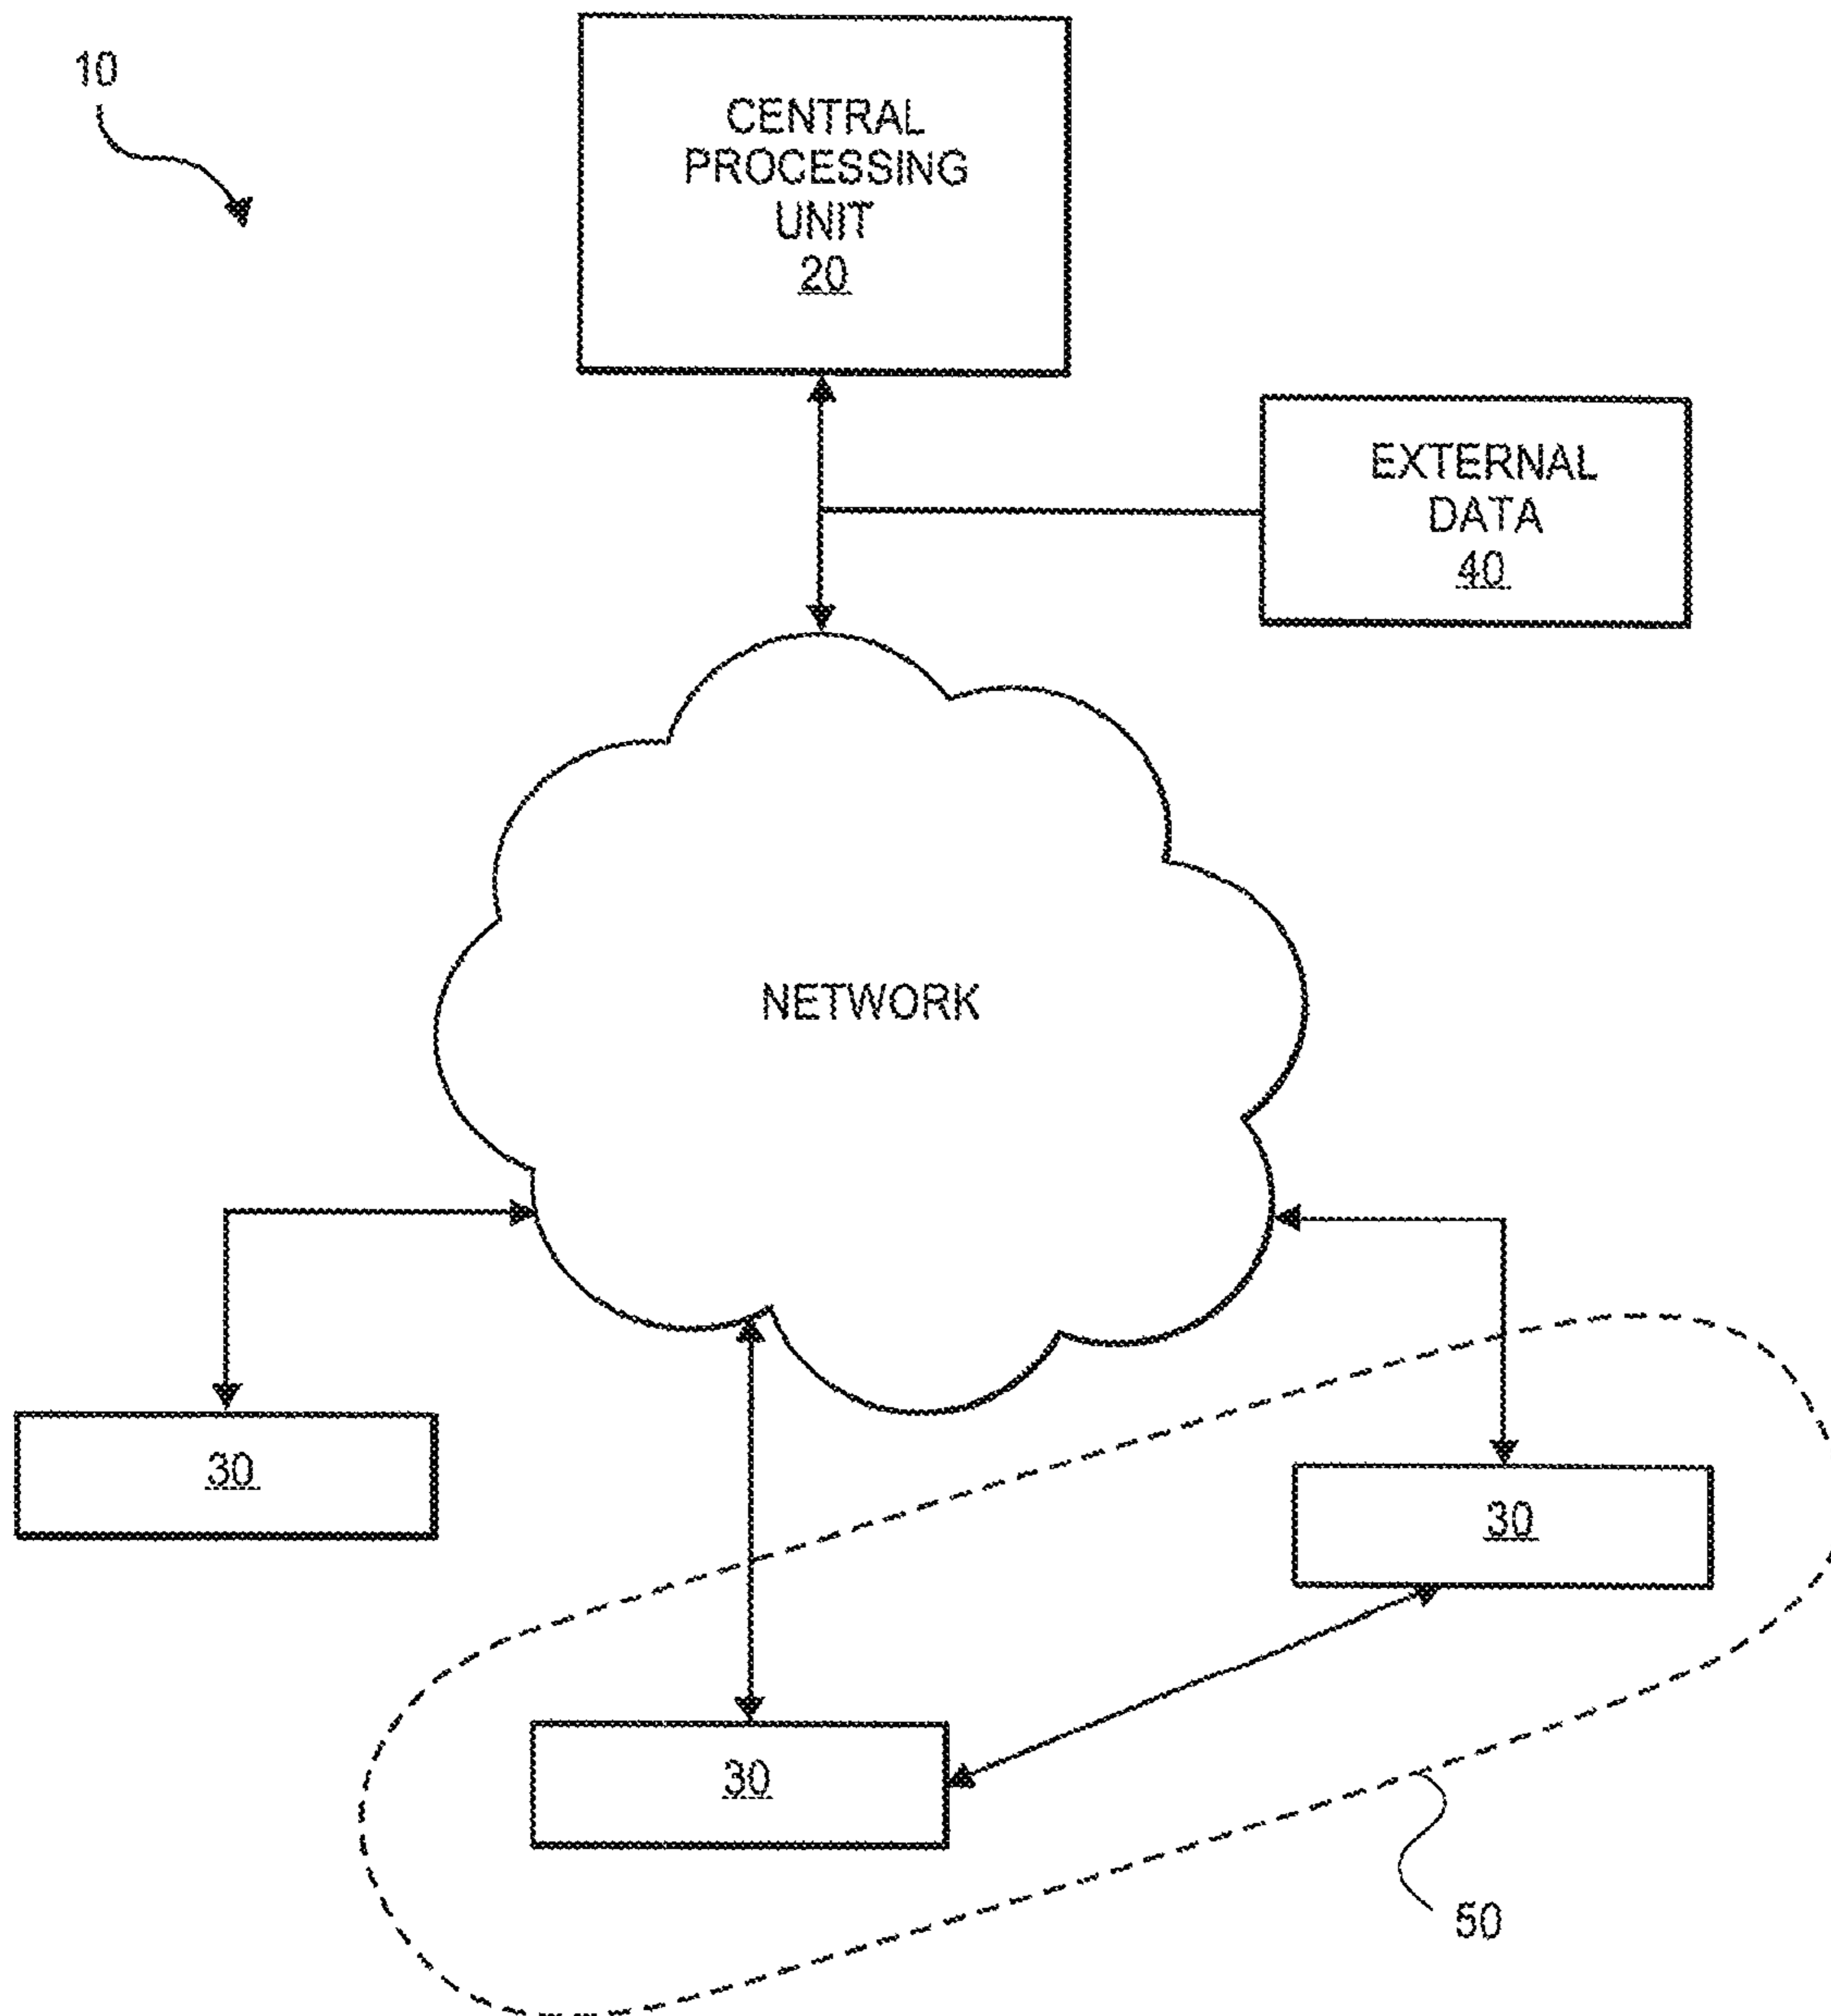 10
CENTRAL
PROCESSING
UNIT
20
EXTERNAL
DATA
40
NETWORK
30
30
30
50